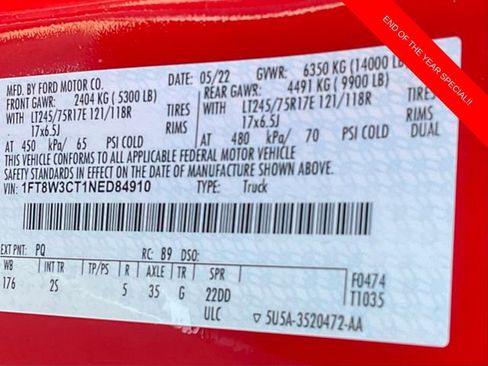 END OF THE YEAR SPECIAL!!
MFD. BY FORD MOTOR CO.
DATE: 05/22 GVWR: 6350 KG (14000 LB
FRONT GAWR: 2404 KG ( 5300 LB)
REAR GAWR: 4491 KG ( 9900 LB)
WITH LT245/75R17E 121/118R TIRES
WITH LT245/75R17E 121/118R TIRES
17x6.5J RIMS
17x6.5J RIMS
AT 450 kPa/ 65 PSI COLD
AT 480 kPa/ 70 PSI COLD DUAL
THIS VEHICLE CONFORMS TO ALL APPLICABLE FEDERAL MOTOR VEHICLE
SAFETY STANDARDS IN EFFECT ON THE DATE OF MANUFACTURE SHOWN ABOVE.
VIN: 1FT8W3CT1NED84910 TYPE: Truck
EXT PNT: PQ RC: 89 DSO:
WB INT TR TP/PS R AXLE TR SPR
176 2S 5 35 G 22DD
F0474
T1035
ULC 5U5A-3520472-AA